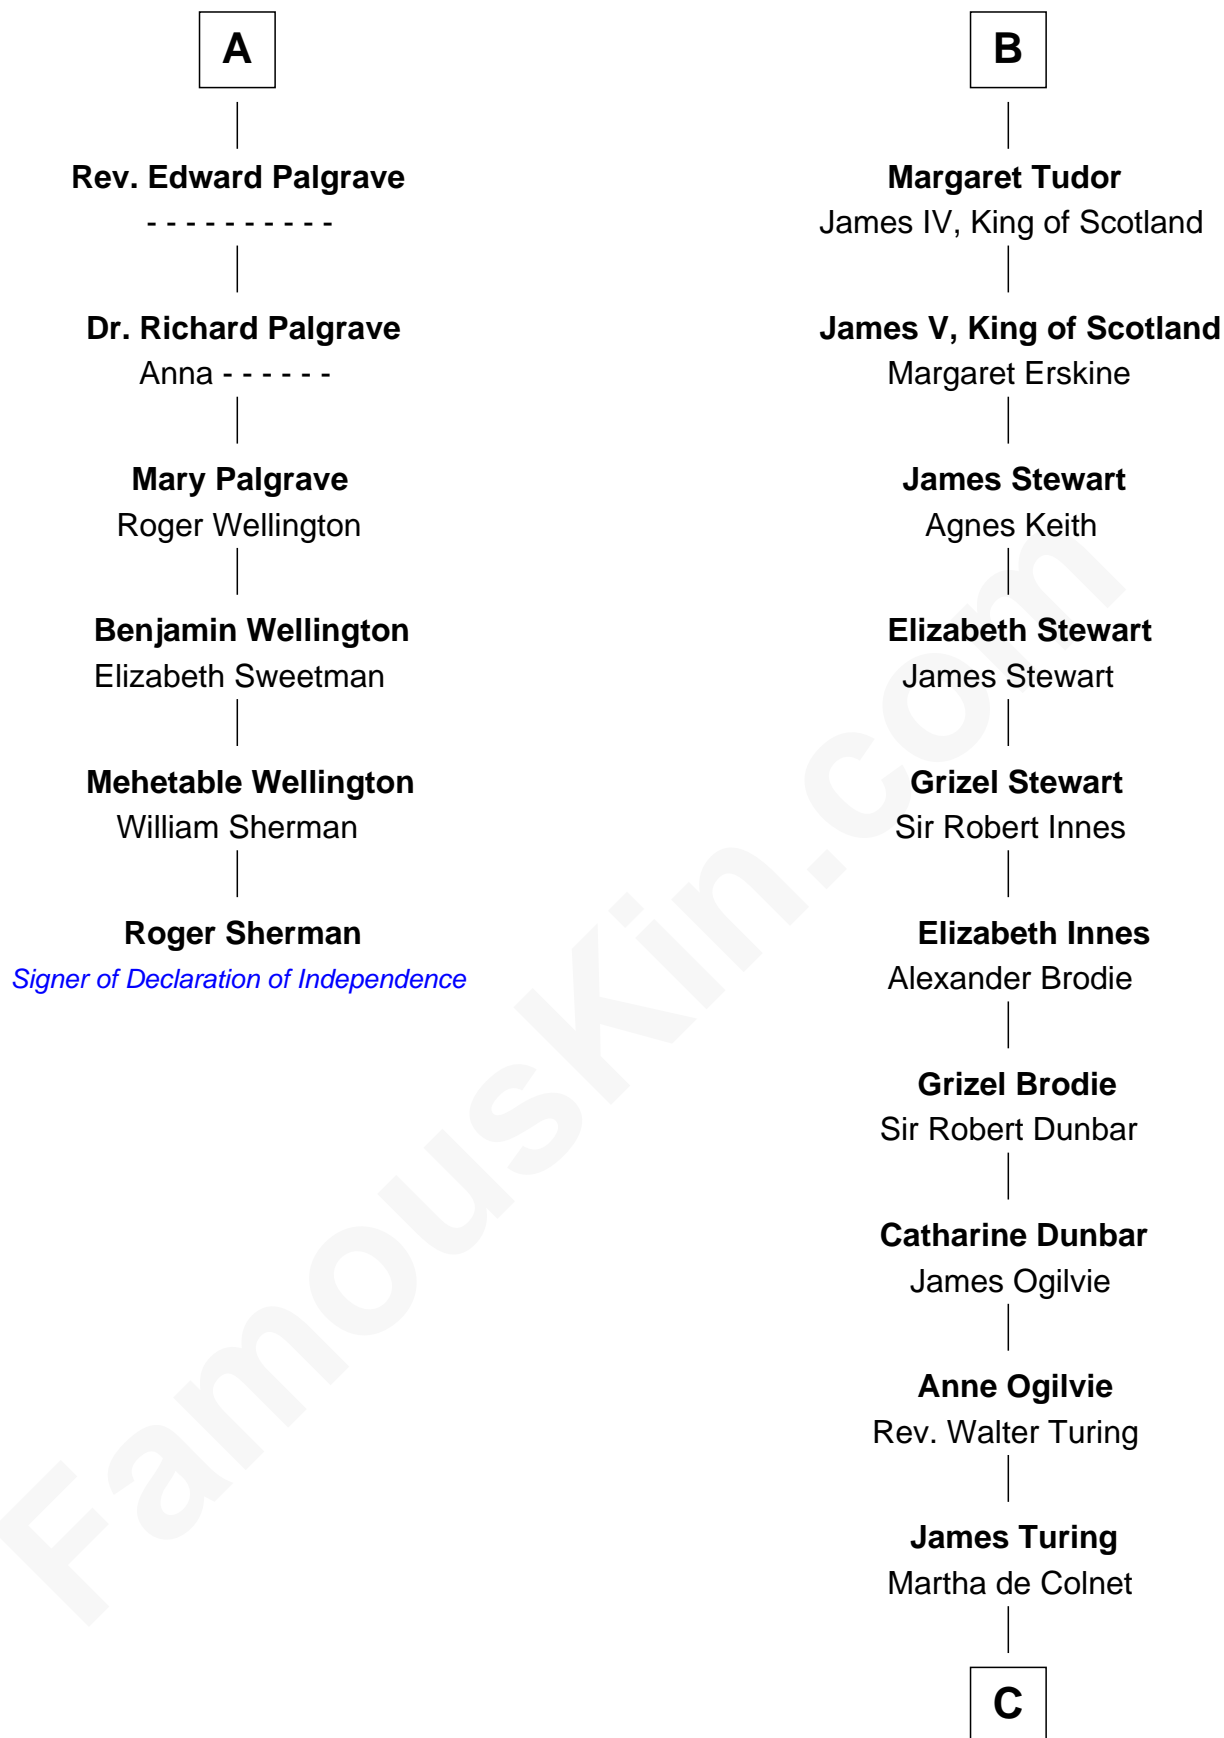 A
Rev. Edward Palgrave
- - - - - - - - - -
Dr. Richard Palgrave
Anna - - - - - -
Mary Palgrave
Roger Wellington
Benjamin Wellington
Elizabeth Sweetman
Mehetable Wellington
William Sherman
Roger Sherman
Signer of Declaration of Independence
B
Margaret Tudor
James IV, King of Scotland
James V, King of Scotland
Margaret Erskine
James Stewart
Agnes Keith
Elizabeth Stewart
James Stewart
Grizel Stewart
Sir Robert Innes
Elizabeth Innes
Alexander Brodie
Grizel Brodie
Sir Robert Dunbar
Catharine Dunbar
James Ogilvie
Anne Ogilvie
Rev. Walter Turing
James Turing
Martha de Colnet
C
FamousKin.com